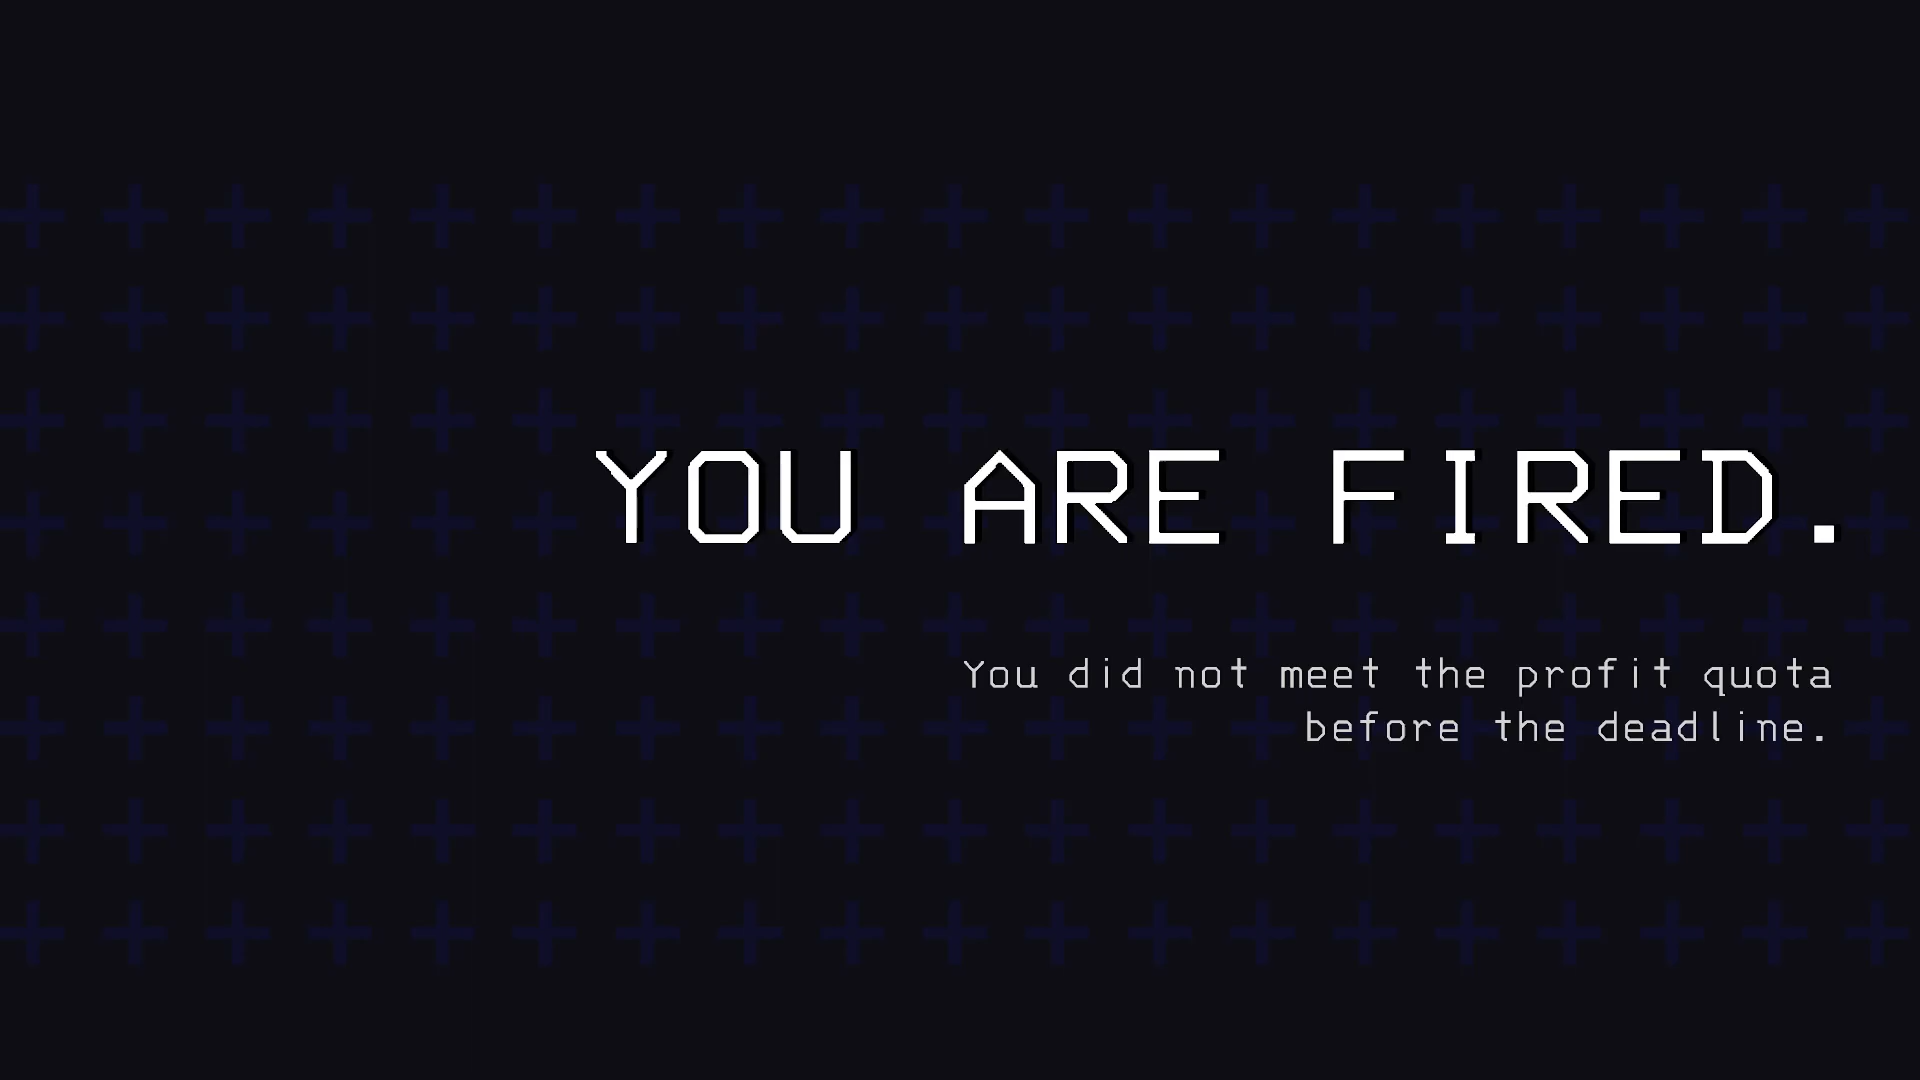 YOU ARE FIRED.
You did not meet the profit quota
before the deadline.